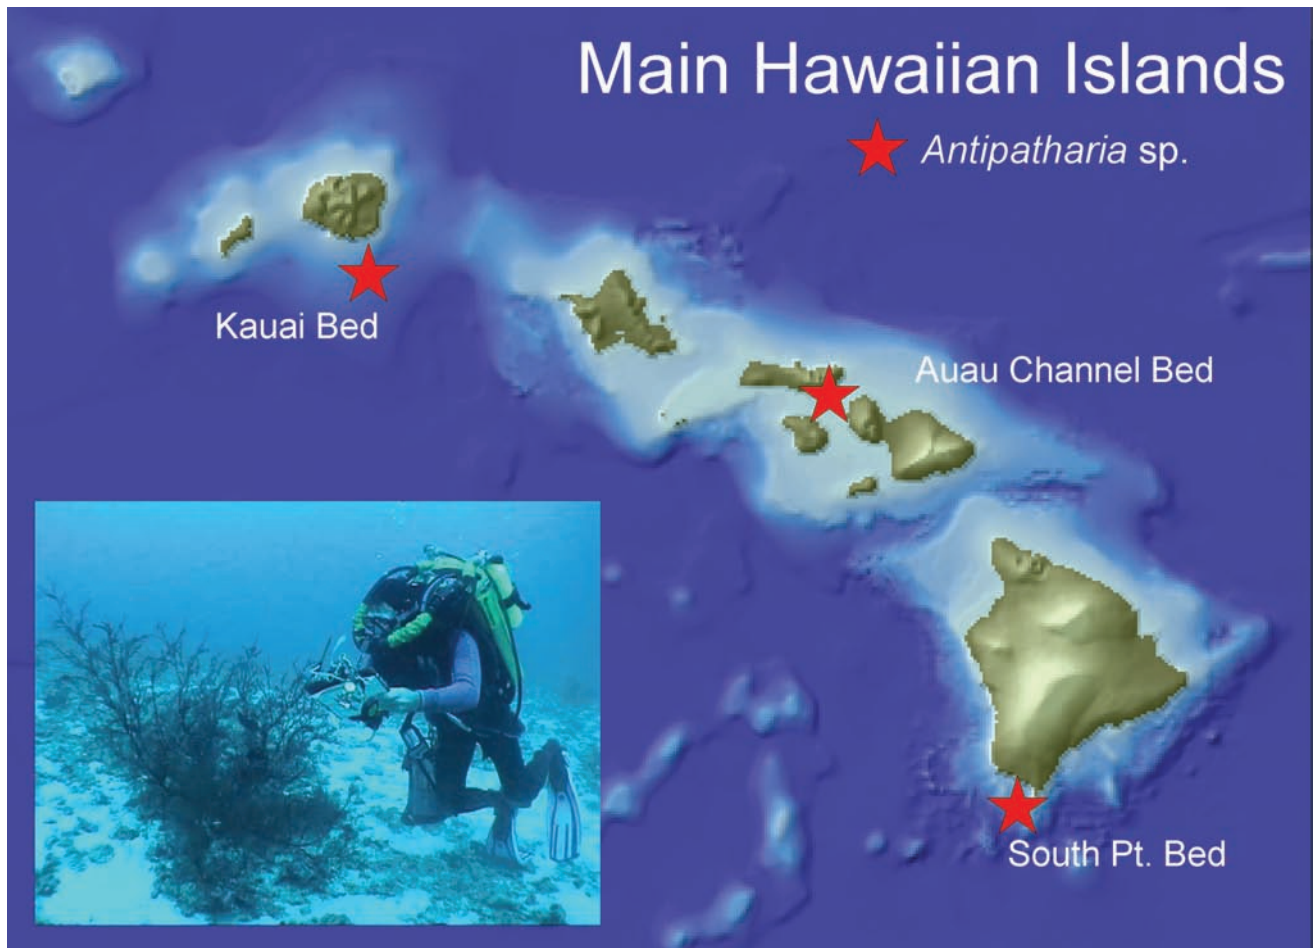 Main Hawaiian Islands
Antipatharia sp.
Kauai Bed
Auau Channel Bed
South Pt. Bed